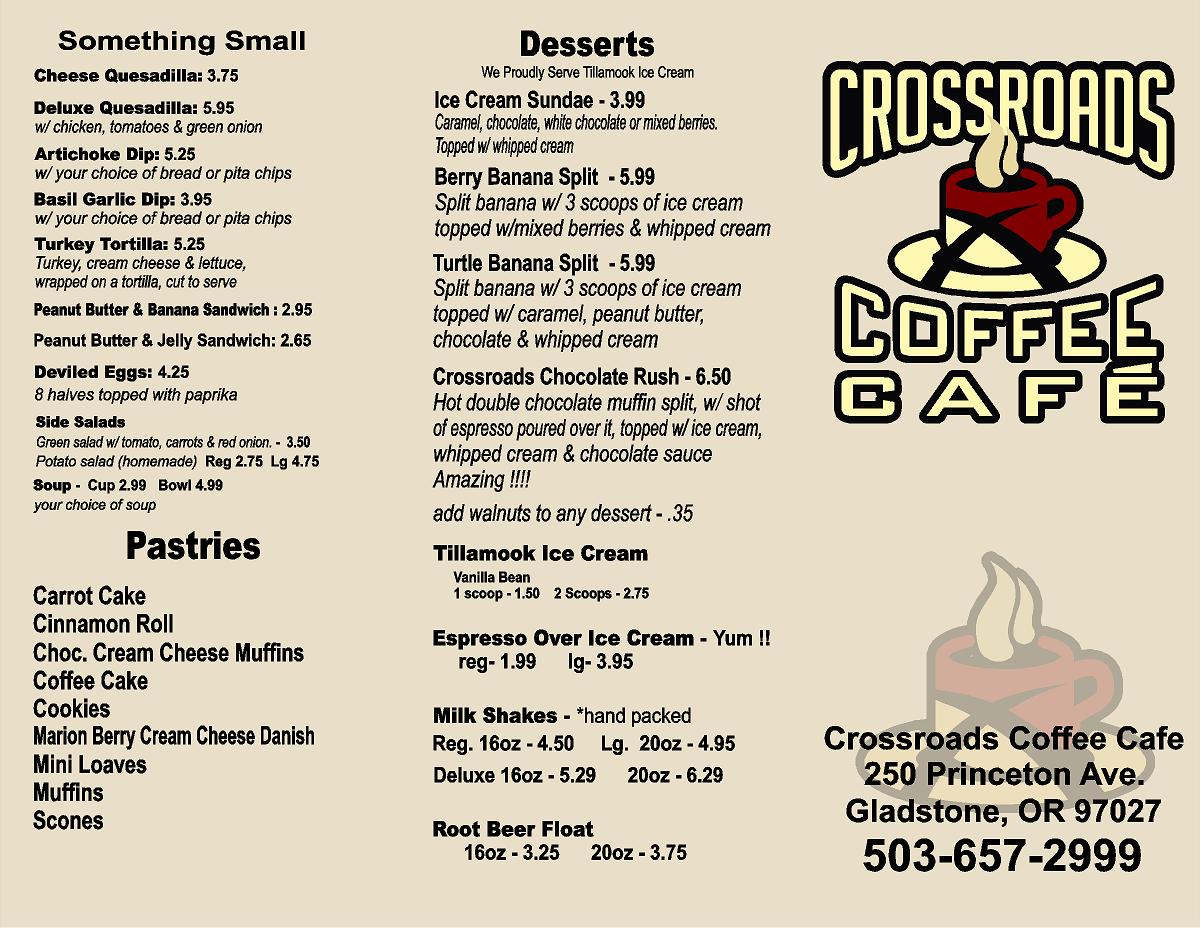 Something Small
Cheese Quesadilla: 3.75
Deluxe Quesadilla: 5.95
w/ chicken, tomatoes & green onion
Artichoke Dip: 5.25
w/ your choice of bread or pita chips
Basil Garlic Dip: 3.95
w/ your choice of bread or pita chips
Turkey Tortilla: 5.25
Turkey, cream cheese & lettuce,
wrapped on a tortilla, cut to serve
Peanut Butter & Banana Sandwich : 2.95
Peanut Butter & Jelly Sandwich: 2.65
Deviled Eggs: 4.25
8 halves topped with paprika
Side Salads
Green salad w/ tomato, carrots & red onion. - 3.50
Potato salad (homemade) Reg 2.75 Lg 4.75
Soup - Cup 2.99 Bowl 4.99
your choice of soup
Pastries
Carrot Cake
Cinnamon Roll
Choc. Cream Cheese Muffins
Coffee Cake
Cookies
Marion Berry Cream Cheese Danish
Mini Loaves
Muffins
Scones
Desserts
We Proudly Serve Tillamook Ice Cream
Ice Cream Sundae - 3.99
Caramel, chocolate, white chocolate or mixed berries.
Topped w/ whipped cream
Berry Banana Split - 5.99
Split banana w/ 3 scoops of ice cream
topped w/mixed berries & whipped cream
Turtle Banana Split - 5.99
Split banana w/ 3 scoops of ice cream
topped w/ caramel, peanut butter,
chocolate & whipped cream
Crossroads Chocolate Rush - 6.50
Hot double chocolate muffin split, w/ shot
of espresso poured over it, topped w/ ice cream,
whipped cream & chocolate sauce
Amazing !!!!
add walnuts to any dessert - .35
Tillamook Ice Cream
Vanilla Bean
1 scoop - 1.50 2 Scoops - 2.75
Espresso Over Ice Cream - Yum !!
reg- 1.99 lg- 3.95
Milk Shakes - *hand packed
Reg. 16oz - 4.50 Lg. 20oz - 4.95
Deluxe 16oz - 5.29 20oz - 6.29
Root Beer Float
16oz - 3.25 20oz - 3.75
CROSSROADS
COFFEE
CAFÉ
Crossroads Coffee Cafe
250 Princeton Ave.
Gladstone, OR 97027
503-657-2999